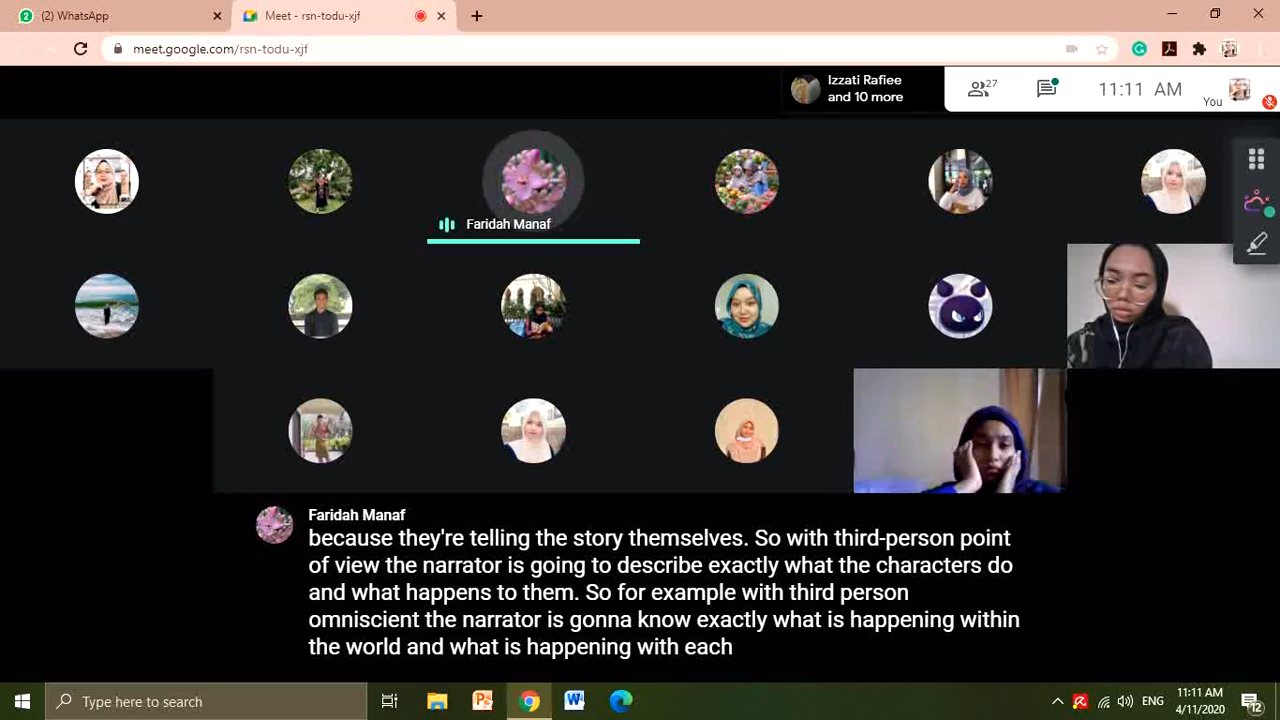 (2) WhatsApp
Meet - rsn-todu-xjf
meet.google.com/rsn-todu-xjf
Izzati Rafiee
and 10 more
27
11:11 AM
You
Faridah Manaf
Faridah Manaf
because they're telling the story themselves. So with third-person point
of view the narrator is going to describe exactly what the characters do
and what happens to them. So for example with third person
omniscient the narrator is gonna know exactly what is happening within
the world and what is happening with each
Type here to search
ENG
11:11 AM
4/11/2020
12